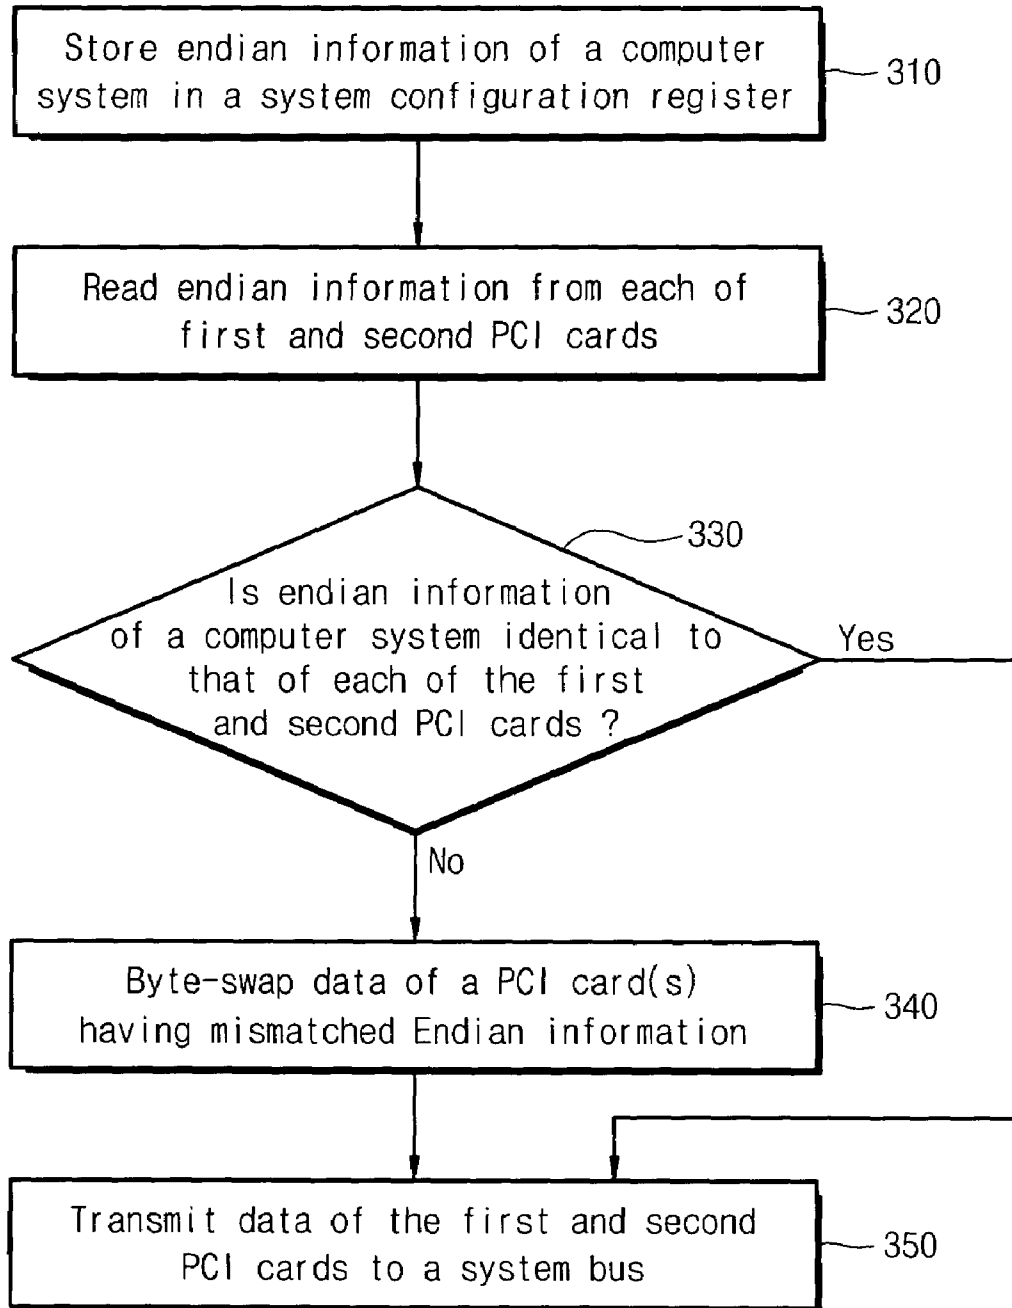 Store endian information of a computer
system in a system configuration register
310
Read endian information from each of
first and second PCI cards
320
330
Is endian information
of a computer system identical to
that of each of the first
and second PCI cards ?
Yes
No
Byte-swap data of a PCI card(s)
having mismatched Endian information
340
Transmit data of the first and second
PCI cards to a system bus
350